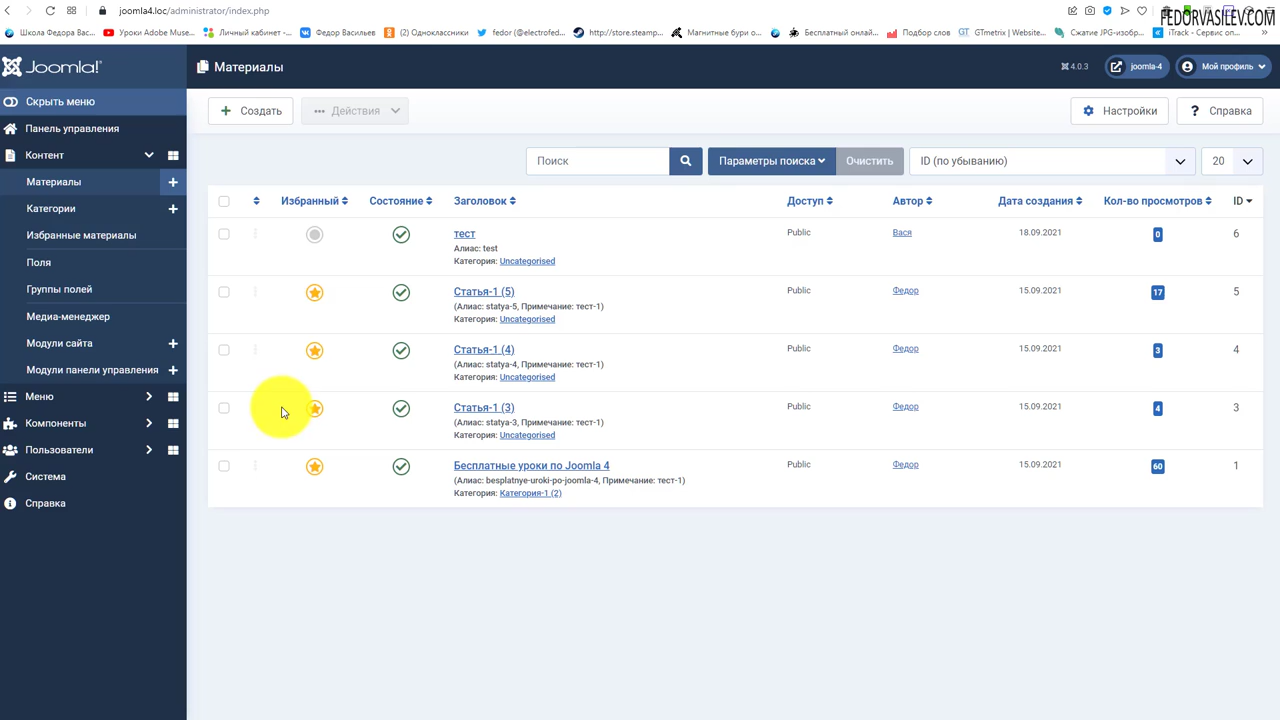 joomla4.loc/administrator/index.php
FEDORVASILEV.COM
Школа Федора Вас...
Уроки Adobe Muse...
Личный кабинет -...
Федор Васильев
(2) Одноклассники
fedor (@electrofed...
http://store.steamp...
Магнитные бури о...
Бесплатный онлай...
Подбор слов
GTmetrix | Website...
Сжатие JPG-изобр...
iTrack - Сервис оп...
Joomla!
Материалы
4.0.3
joomla-4
Мой профиль
Скрыть меню
Панель управления
Контент
Материалы
Категории
Избранные материалы
Поля
Группы полей
Медиа-менеджер
Модули сайта
Модули панели управления
Меню
Компоненты
Пользователи
Система
Справка
Создать
Действия
Настройки
Справка
Поиск
Параметры поиска
Очистить
ID (по убыванию)
20
Избранный Состояние Заголовок Доступ Автор Дата создания Кол-во просмотров ID
тест Public Вася 18.09.2021 0 6
Алиас: test
Категория: Uncategorised
Статья-1 (5) Public Федор 15.09.2021 17 5
(Алиас: statya-5, Примечание: тест-1)
Категория: Uncategorised
Статья-1 (4) Public Федор 15.09.2021 3 4
(Алиас: statya-4, Примечание: тест-1)
Категория: Uncategorised
Статья-1 (3) Public Федор 15.09.2021 4 3
(Алиас: statya-3, Примечание: тест-1)
Категория: Uncategorised
Бесплатные уроки по Joomla 4 Public Федор 15.09.2021 60 1
(Алиас: besplatnye-uroki-po-joomla-4, Примечание: тест-1)
Категория: Категория-1 (2)